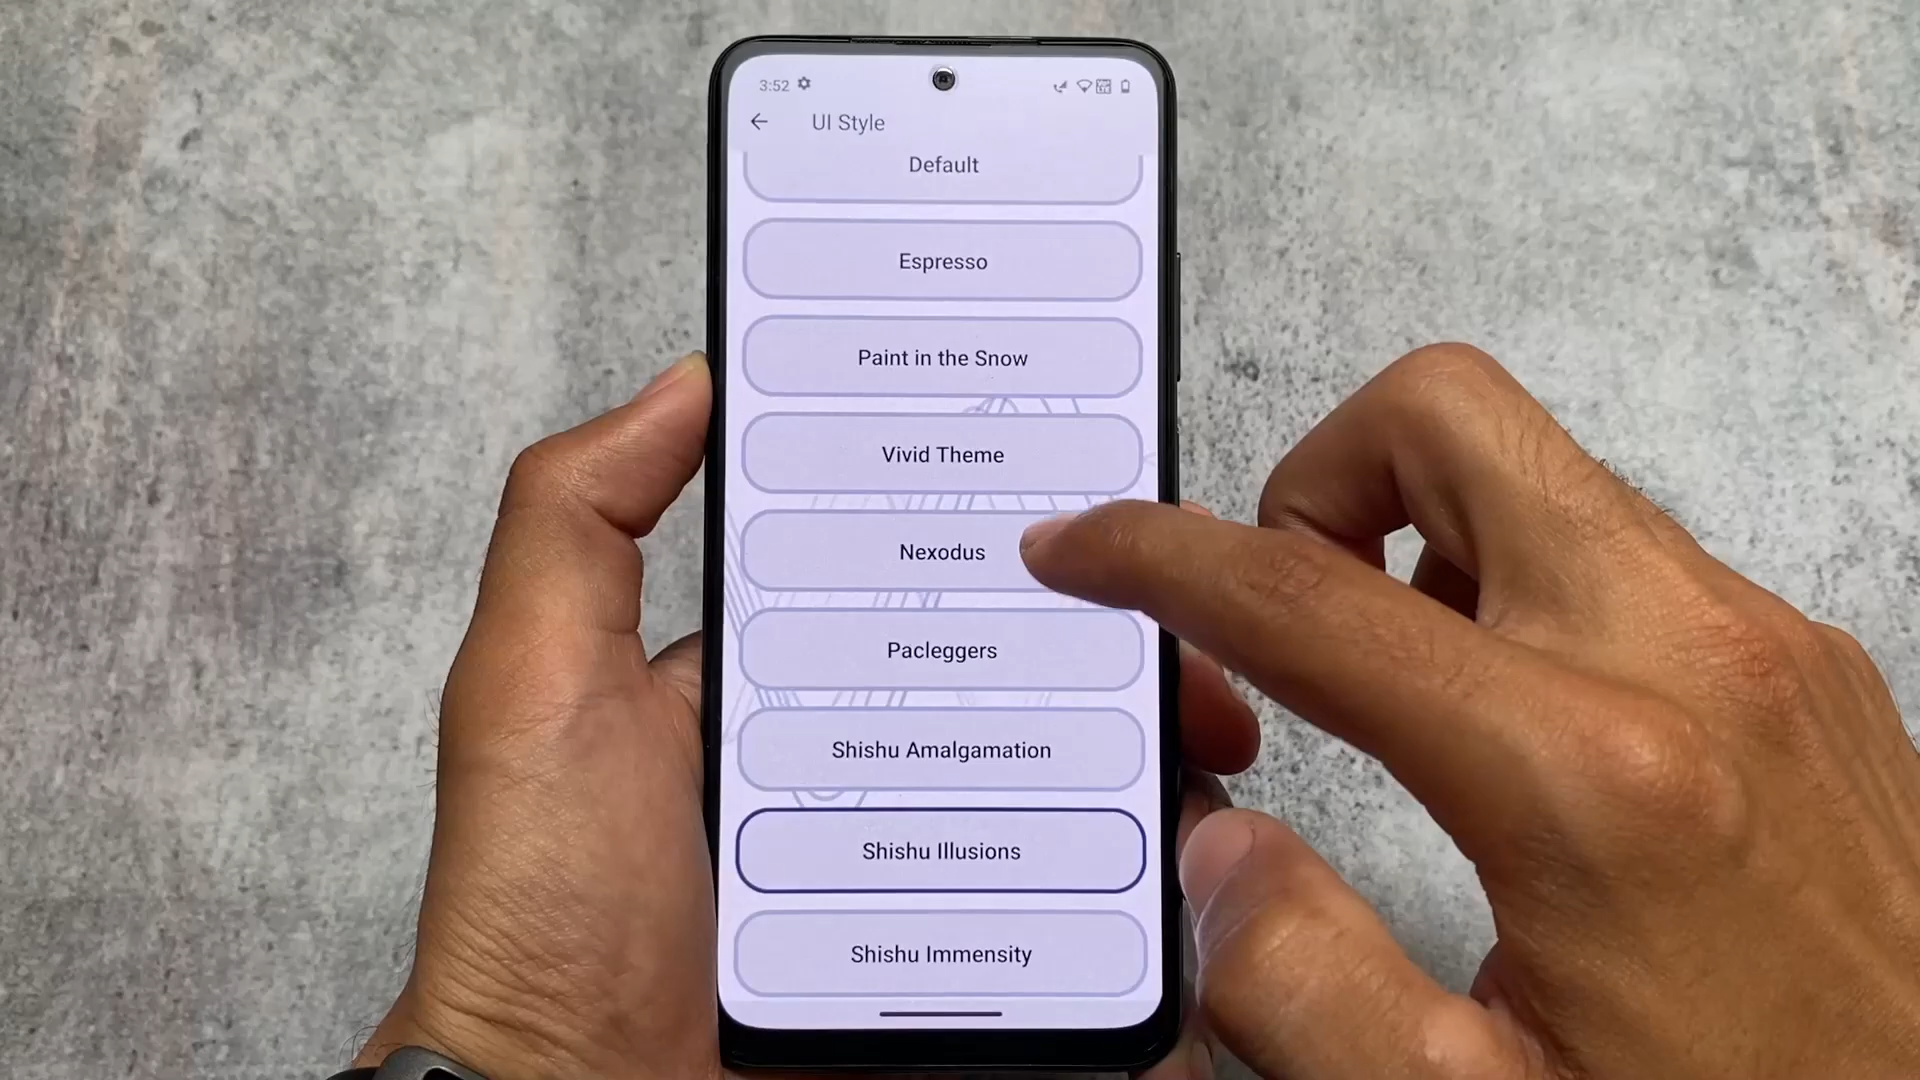 3:52
UI Style
Default
Espresso
Paint in the Snow
Vivid Theme
Nexodus
Pacleggers
Shishu Amalgamation
Shishu Illusions
Shishu Immensity